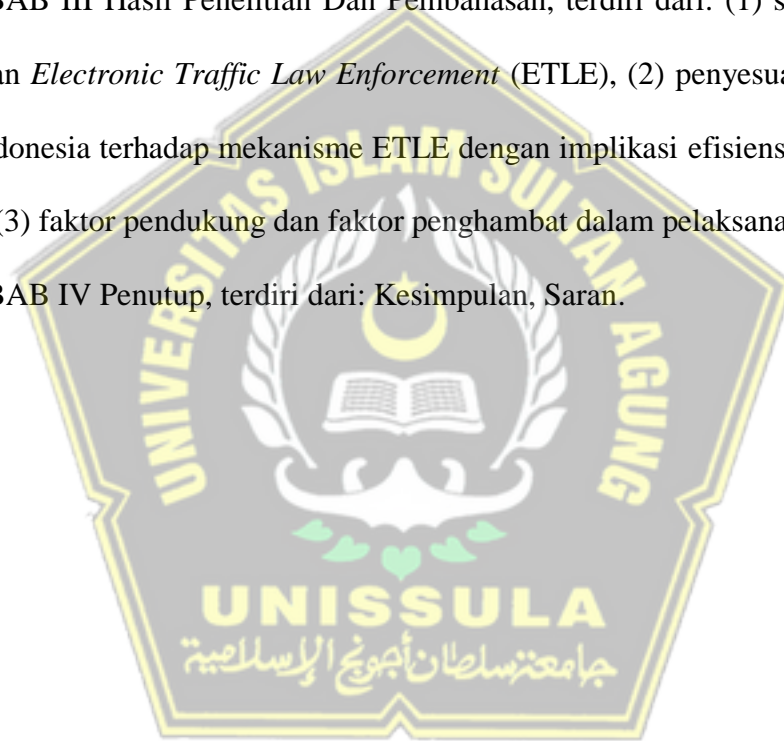 BAB III Hasil Penelitian Dan Pembahasan, terdiri dari: (1) s
an Electronic Traffic Law Enforcement (ETLE), (2) penyesua
donesia terhadap mekanisme ETLE dengan implikasi efisiens
(3) faktor pendukung dan faktor penghambat dalam pelaksana
BAB IV Penutup, terdiri dari: Kesimpulan, Saran.
UNIVERSITAS ISLAM SULTAN AGUNG
UNISSULA
جامعتسلطان أجونج الإسلامية